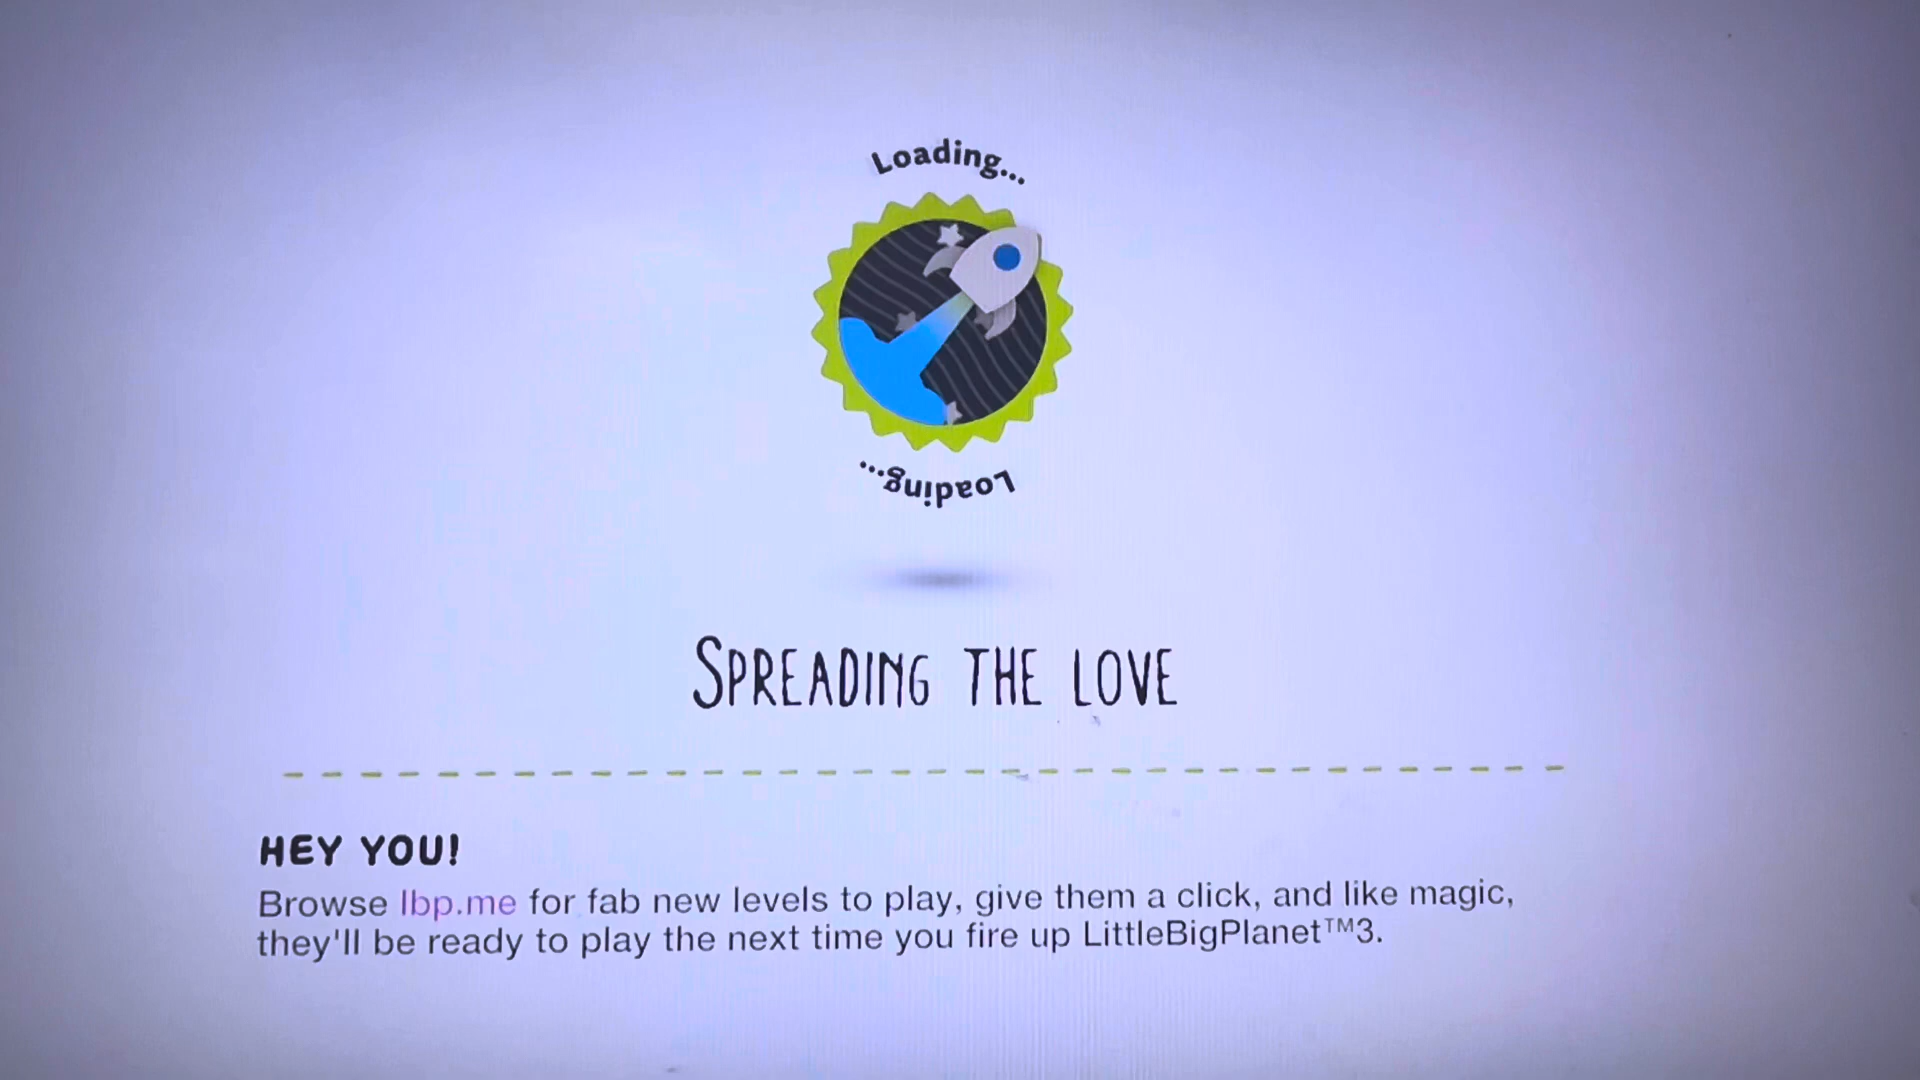 Loading...
Loading...
SPREADING THE LOVE
HEY YOU!
Browse lbp.me for fab new levels to play, give them a click, and like magic,
they'll be ready to play the next time you fire up LittleBigPlanet™3.